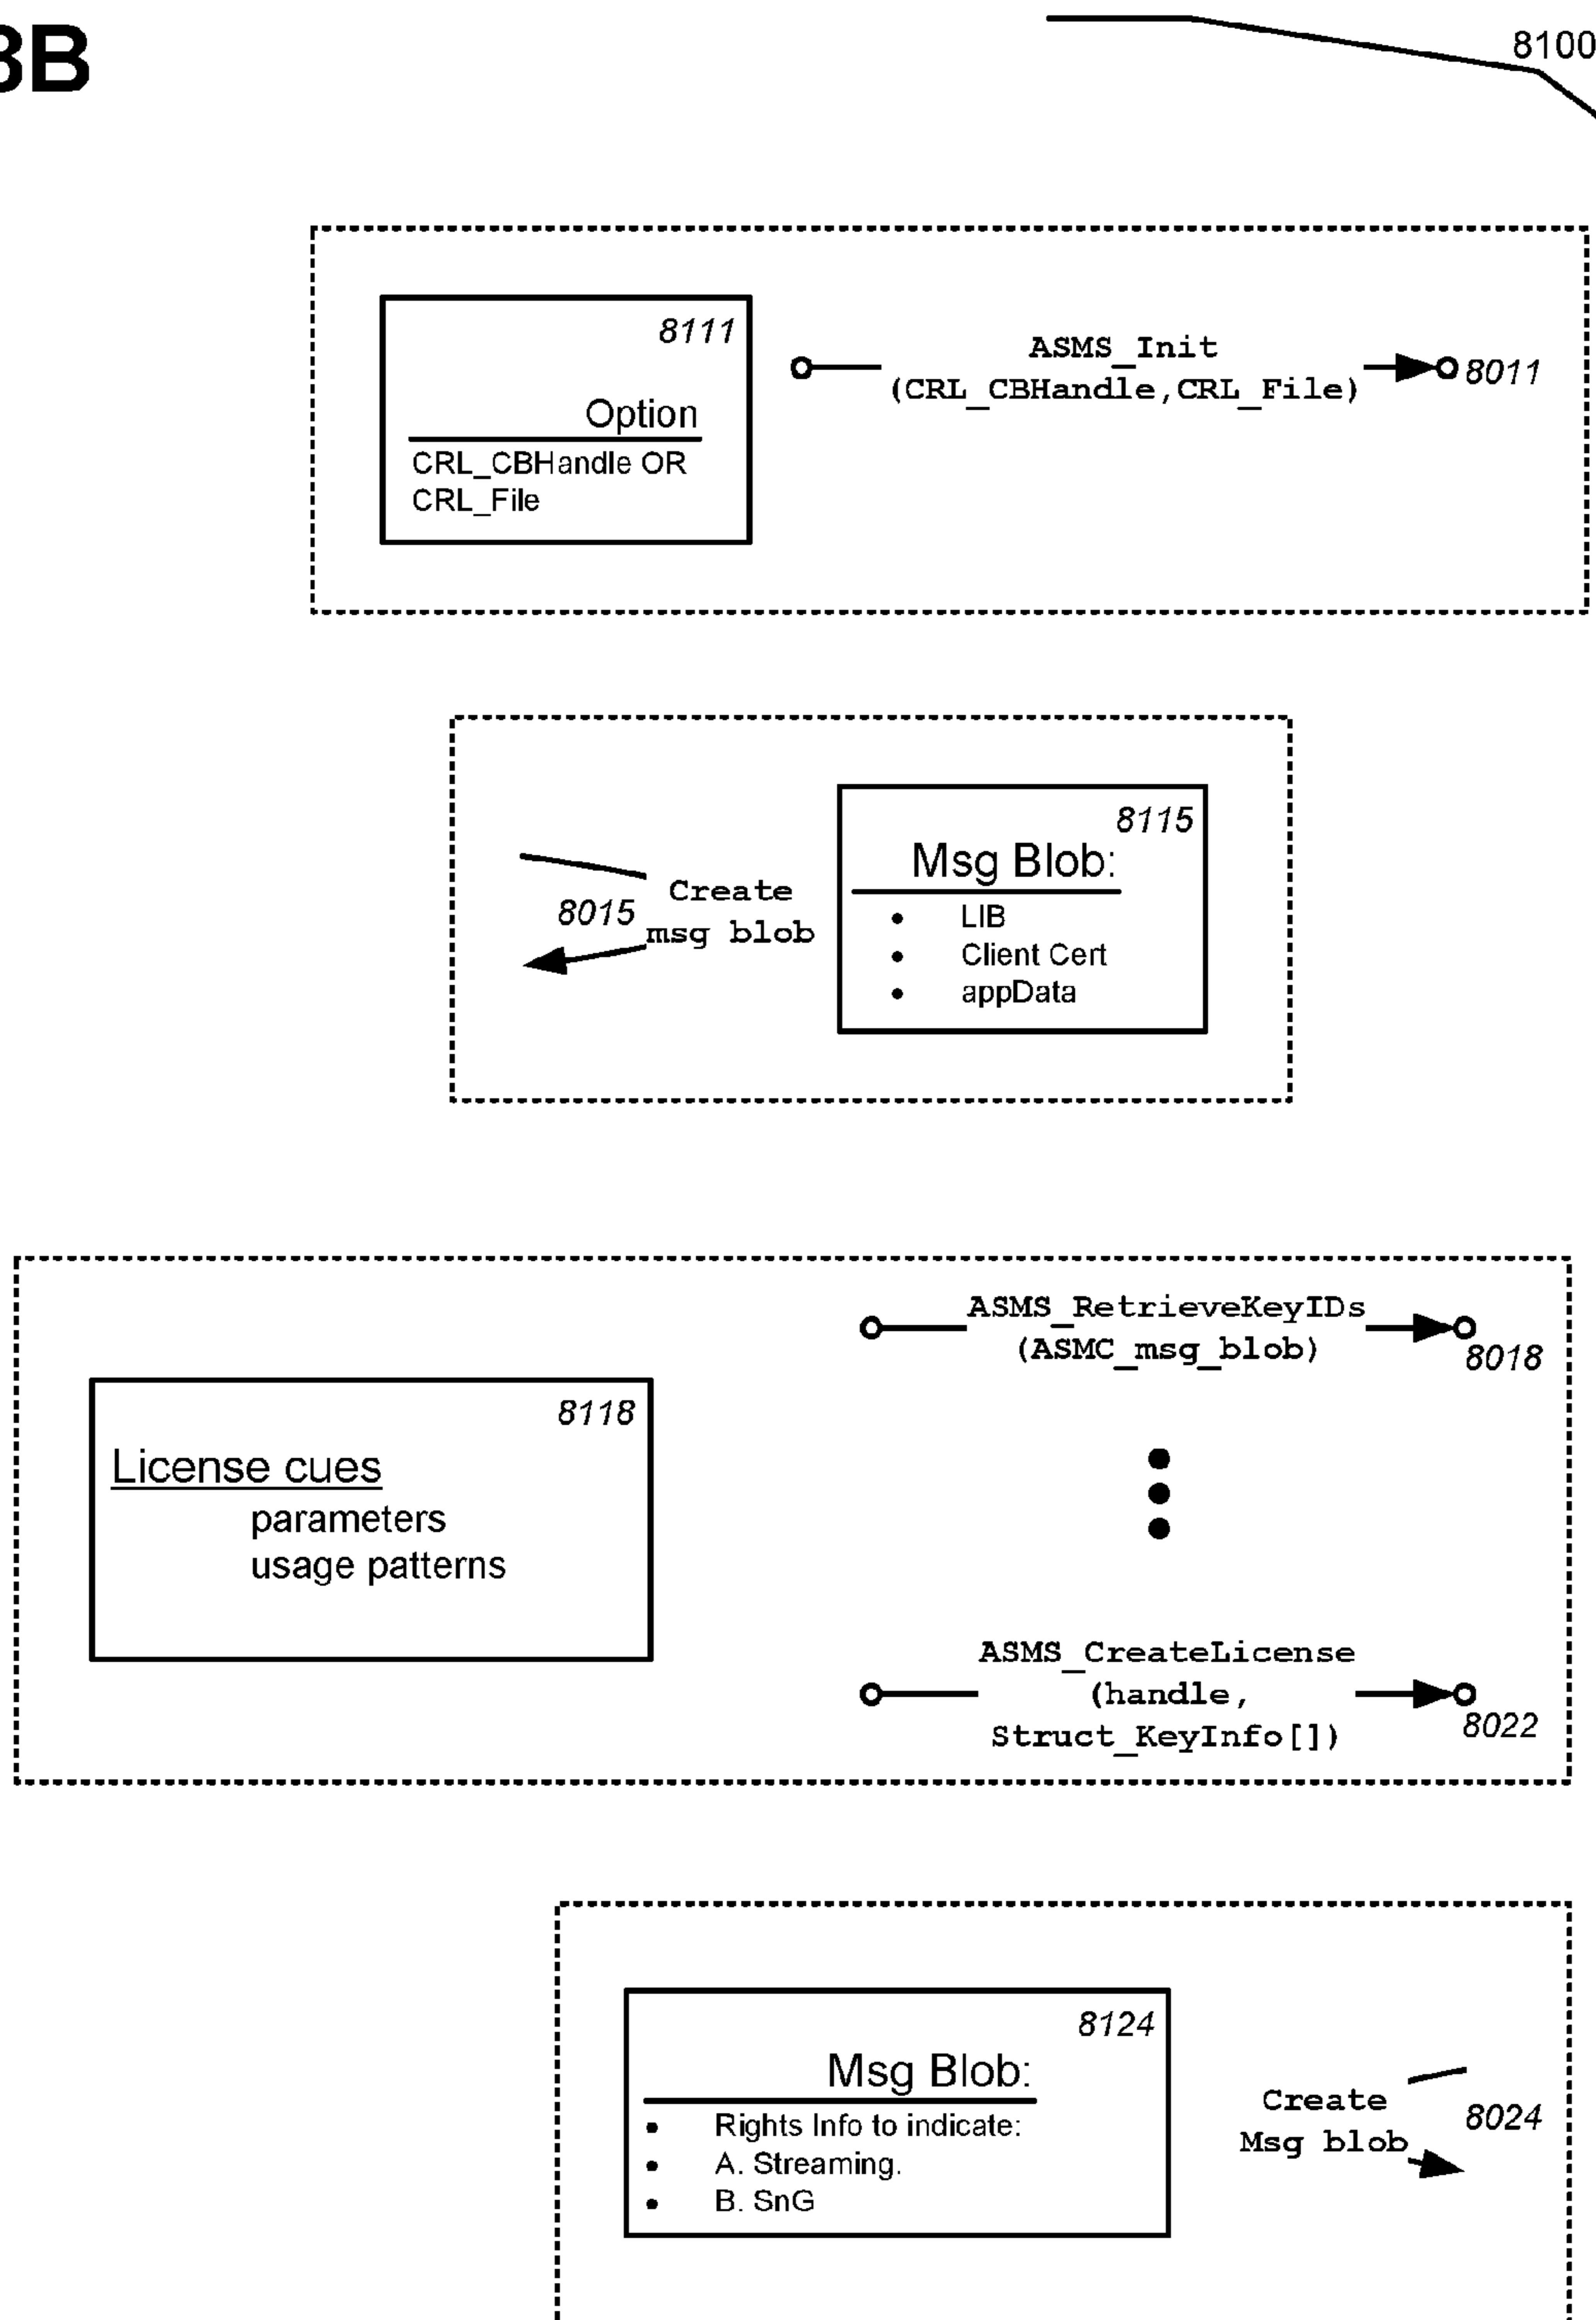 3B
8100
8111
Option
CRL_CBHandle OR
CRL_File
ASMS_Init
(CRL_CBHandle,CRL_File)
8011
8015
Create
msg blob
8115
Msg Blob:
• LIB
• Client Cert
• appData
8118
License cues
parameters
usage patterns
ASMS_RetrieveKeyIDs
(ASMC_msg_blob)
8018
ASMS_CreateLicense
(handle,
Struct_KeyInfo[])
8022
8124
Msg Blob:
• Rights Info to indicate:
• A. Streaming.
• B. SnG
Create
Msg blob
8024